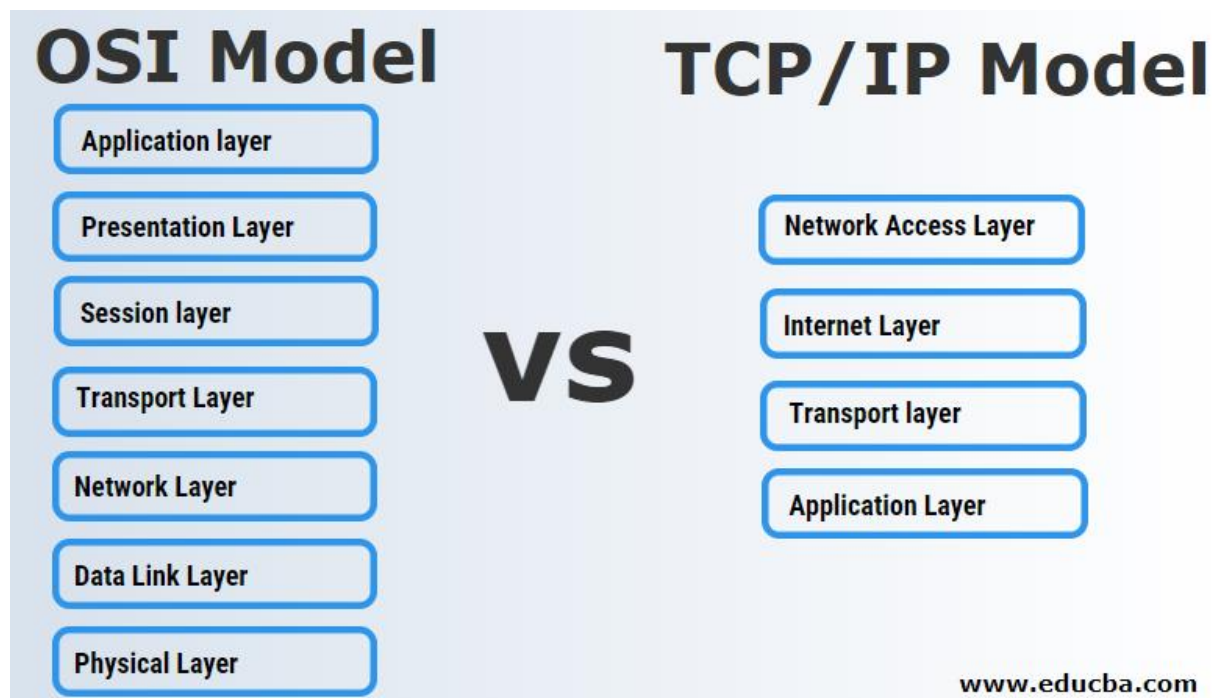 OSI Model
Application layer
Presentation Layer
Session layer
Transport Layer
Network Layer
Data Link Layer
Physical Layer
vs
TCP/IP Model
Network Access Layer
Internet Layer
Transport layer
Application Layer
www.educba.com